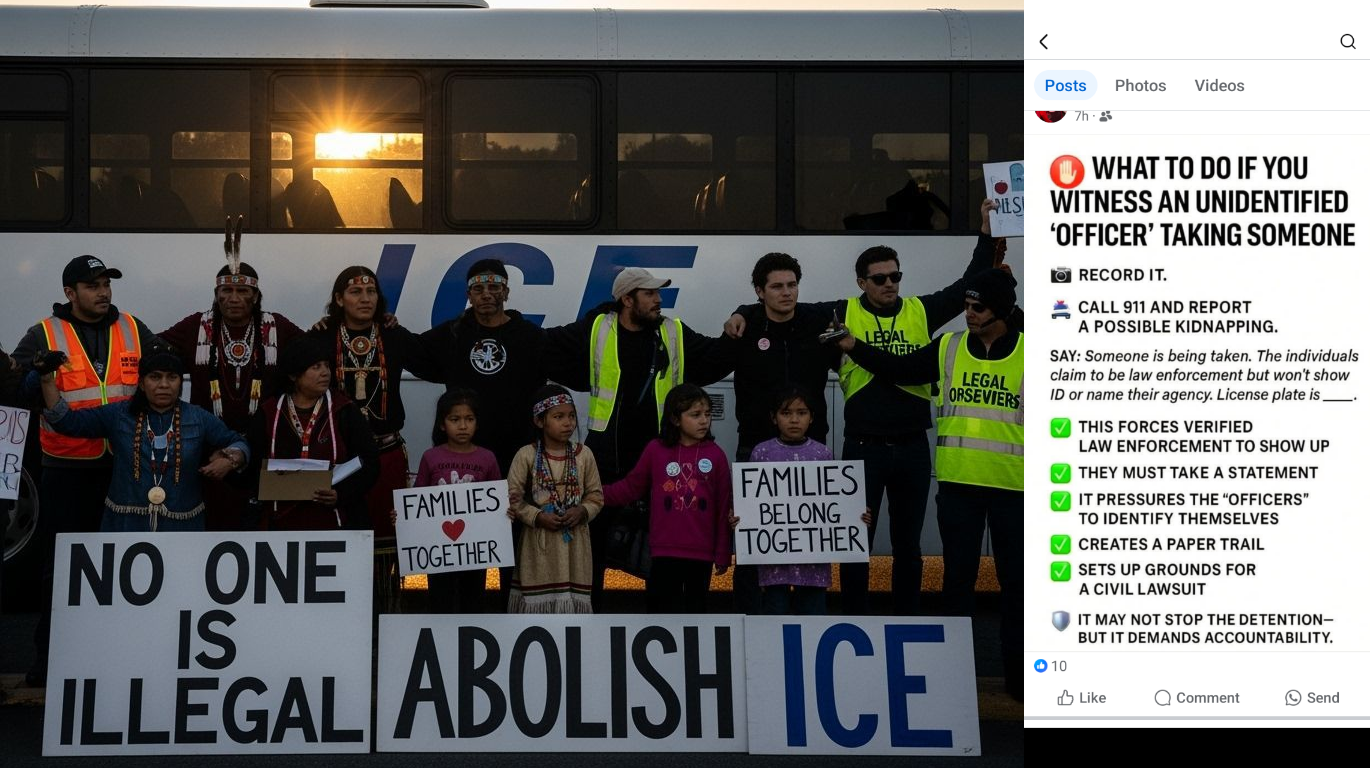 ICE
PLES
LEGAL
LEGAL
ORSEVIERS
FAMILIES
TOGETHER
FAMILIES
BELONG
TOGETHER
NO ONE
IS
ILLEGAL
ABOLISH ICE
Posts Photos Videos
7h ·
WHAT TO DO IF YOU
WITNESS AN UNIDENTIFIED
‘OFFICER’ TAKING SOMEONE
RECORD IT.
CALL 911 AND REPORT
A POSSIBLE KIDNAPPING.
SAY: Someone is being taken. The individuals
claim to be law enforcement but won't show
ID or name their agency. License plate is ____.
THIS FORCES VERIFIED
LAW ENFORCEMENT TO SHOW UP
THEY MUST TAKE A STATEMENT
IT PRESSURES THE “OFFICERS”
TO IDENTIFY THEMSELVES
CREATES A PAPER TRAIL
SETS UP GROUNDS FOR
A CIVIL LAWSUIT
IT MAY NOT STOP THE DETENTION–
BUT IT DEMANDS ACCOUNTABILITY.
10
Like Comment Send